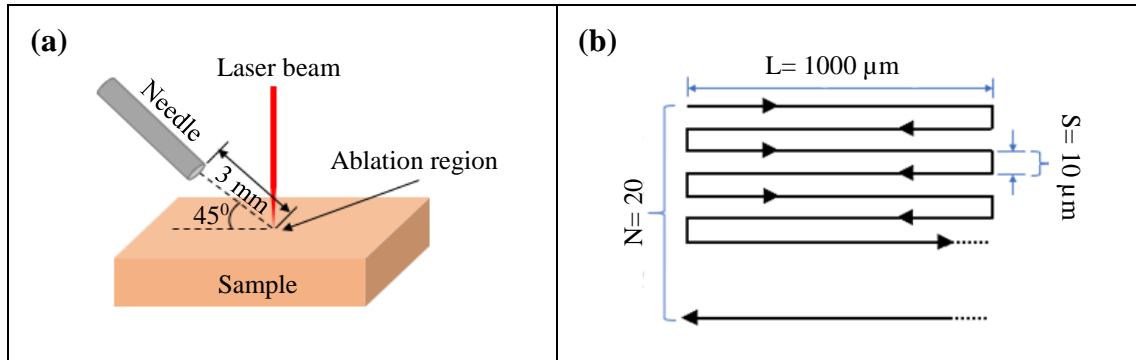 (a)
Laser beam
Needle
3 mm
Ablation region
45⁰
Sample
(b)
L= 1000 µm
S= 10 µm
N= 20